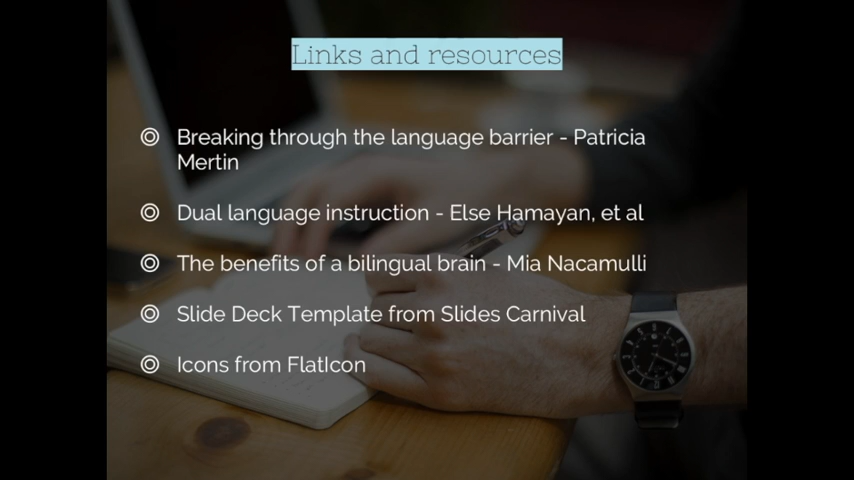 Links and resources
Breaking through the language barrier - Patricia
Mertin
Dual language instruction - Else Hamayan, et al
The benefits of a bilingual brain - Mia Nacamulli
Slide Deck Template from Slides Carnival
Icons from FlatIcon